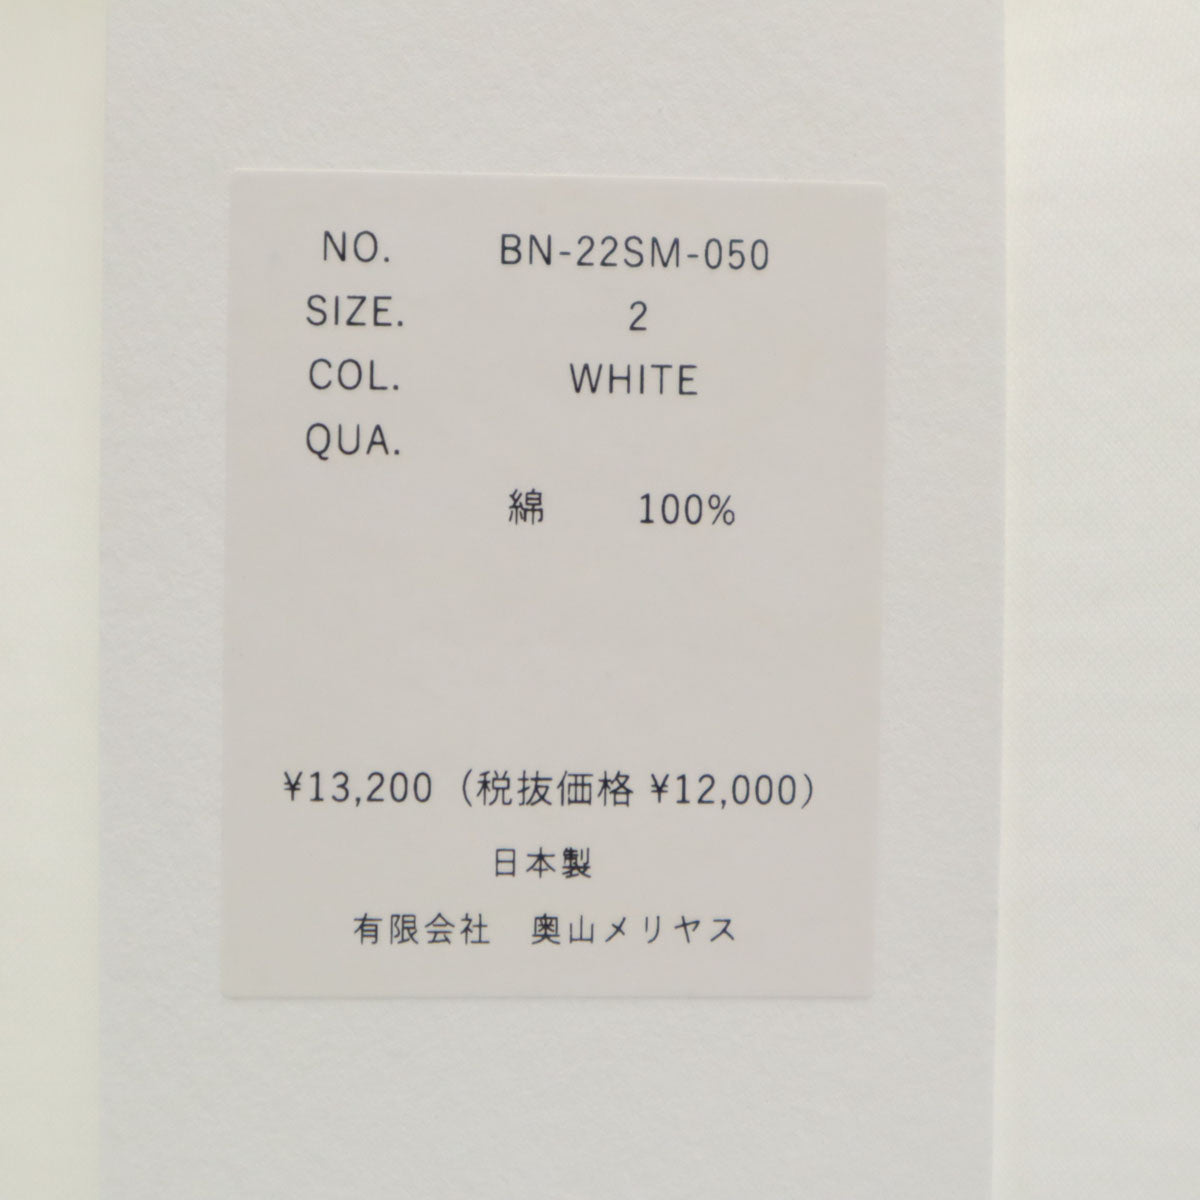 NO. BN-22SM-050
SIZE. 2
COL. WHITE
QUA.
綿 100%
¥13,200（税抜価格 ¥12,000）
日本製
有限会社　奥山メリヤス